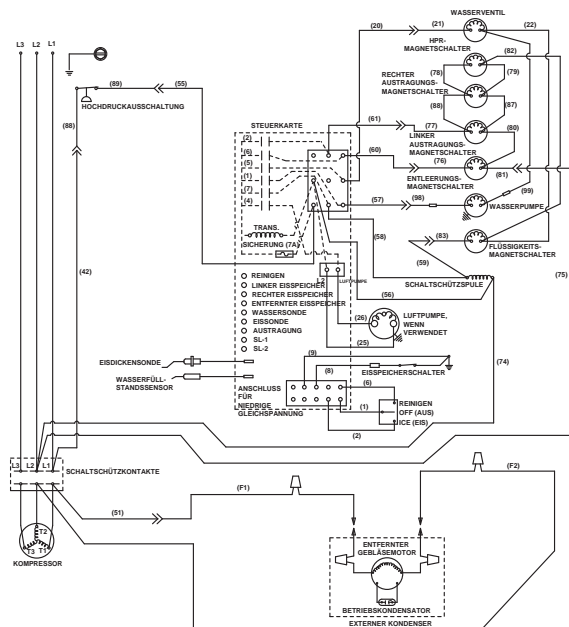 L3 L2 L1
(20)
(21)
WASSERVENTIL
(22)
HPR-
MAGNETSCHALTER
(82)
(89)
(55)
HOCHDRUCKAUSSCHALTUNG
(78)
(79)
RECHTER
AUSTRAGUNGS-
MAGNETSCHALTER
(88)
(88)
(87)
STEUERKARTE
(61)
(77)
LINKER
AUSTRAGUNGS-
MAGNETSCHALTER
(80)
(2)
(6)
(5)
(1)
(7)
(4)
(60)
(76)
ENTLEERUNGS-
MAGNETSCHALTER
(81)
(99)
(57)
(98)
WASSERPUMPE
TRANS.
SICHERUNG (7A)
(58)
(83)
FLÜSSIGKEITS-
MAGNETSCHALTER
(59)
(75)
(42)
L2
LUFTPUMPE
SCHALTSCHÜTZSPULE
(56)
REINIGEN
LINKER EISSPEICHER
RECHTER EISSPEICHER
ENTFERNTER EISSPEICHER
WASSERSONDE
EISSONDE
AUSTRAGUNG
SL-1
SL-2
(26)
(25)
LUFTPUMPE,
WENN
VERWENDET
(74)
EISDICKENSONDE
WASSERFÜLL-
STANDSSENSOR
(9)
(8)
EISSPEICHERSCHALTER
ANSCHLUSS
FÜR
NIEDRIGE
GLEICHSPANNUNG
(6)
(1)
(2)
REINIGEN
OFF (AUS)
ICE (EIS)
L3 L2 L1
SCHALTSCHÜTZKONTAKTE
(51)
(F1)
(F2)
T2
T3 T1
KOMPRESSOR
ENTFERNTER
GEBLÄSEMOTOR
BETRIEBSKONDENSATOR
EXTERNER KONDENSER